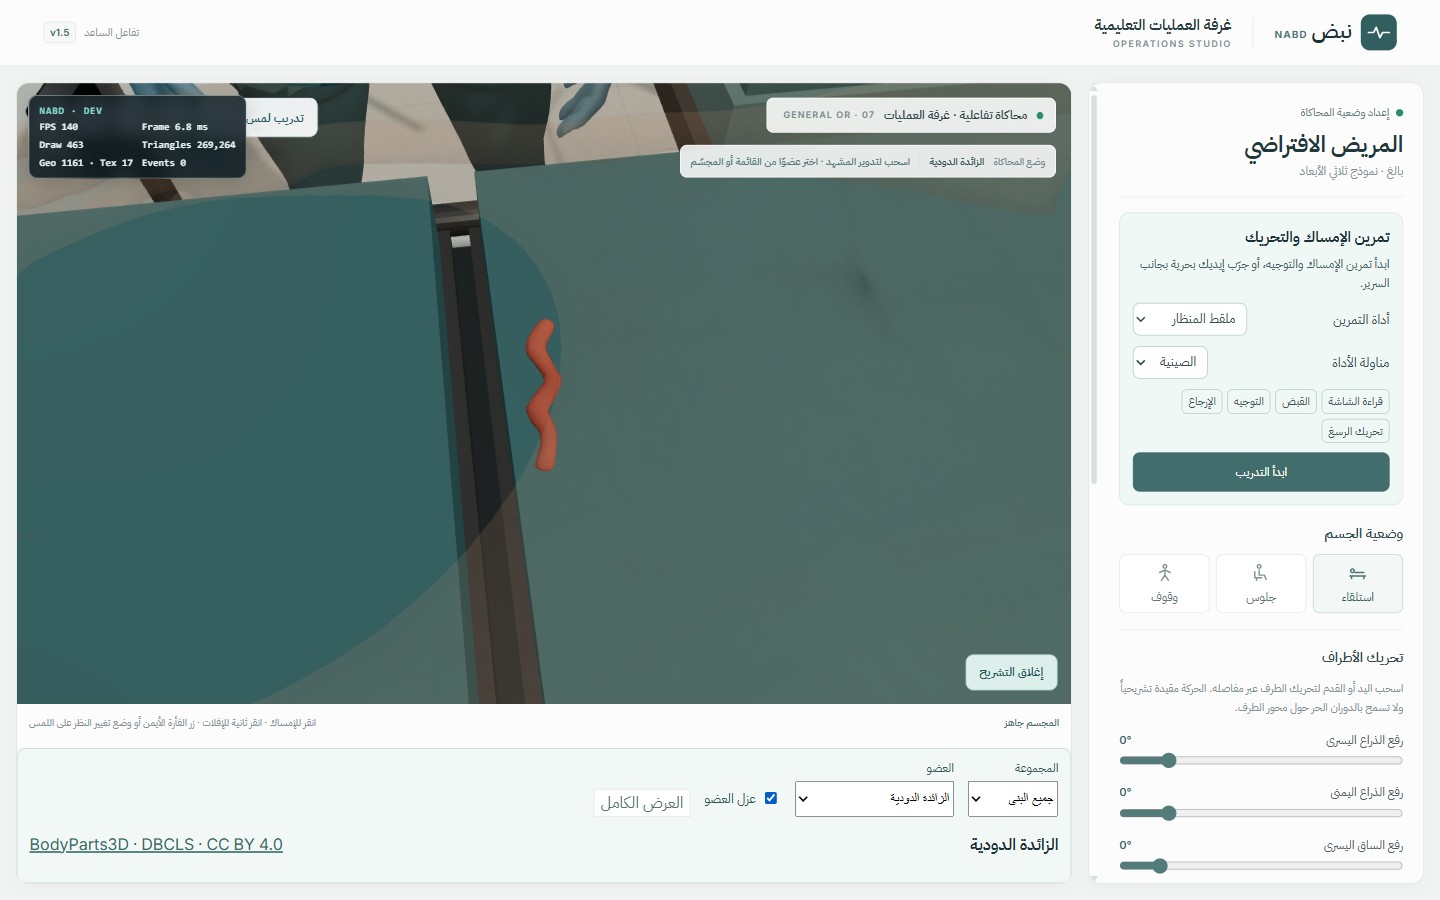 نبض NABD
غرفة العمليات التعليمية
OPERATIONS STUDIO
تفاعل الساعد v1.5
إعداد وضعية المحاكاة
المريض الافتراضي
بالغ · نموذج ثلاثي الأبعاد
تمرين الإمساك والتحريك
ابدأ تمرين الإمساك والتوجيه، أو جرّب إيديك بحرية بجانب
السرير.
أداة التمرين
ملقط المنظار
مناولة الأداة
الصينية
قراءة الشاشة
القبض
التوجيه
الإرجاع
تحريك الرسغ
ابدأ التدريب
وضعية الجسم
استلقاء
جلوس
وقوف
تحريك الأطراف
اسحب اليد أو القدم لتحريك الطرف عبر مفاصله. الحركة مقيدة تشريحياً
ولا تسمح بالدوران الحر حول محور الطرف.
رفع الذراع اليسرى 0°
رفع الذراع اليمنى 0°
رفع الساق اليسرى 0°
محاكاة تفاعلية · غرفة العمليات GENERAL OR · 07
وضع المحاكاة الزائدة الدودية اسحب لتدوير المشهد · اختر عضوًا من القائمة أو المجسّم
تدريب لمس
NABD · DEV
FPS 140 Frame 6.8 ms
Draw 463 Triangles 269,264
Geo 1161 · Tex 17 Events 0
إغلاق التشريح
المجسم جاهز
انقر للإمساك · انقر ثانية للإفلات · زر الفأرة الأيمن أو وضع تغيير النظر على اللمس
المجموعة
جميع البنى
العضو
الزائدة الدودية
عزل العضو
العرض الكامل
الزائدة الدودية
BodyParts3D · DBCLS · CC BY 4.0